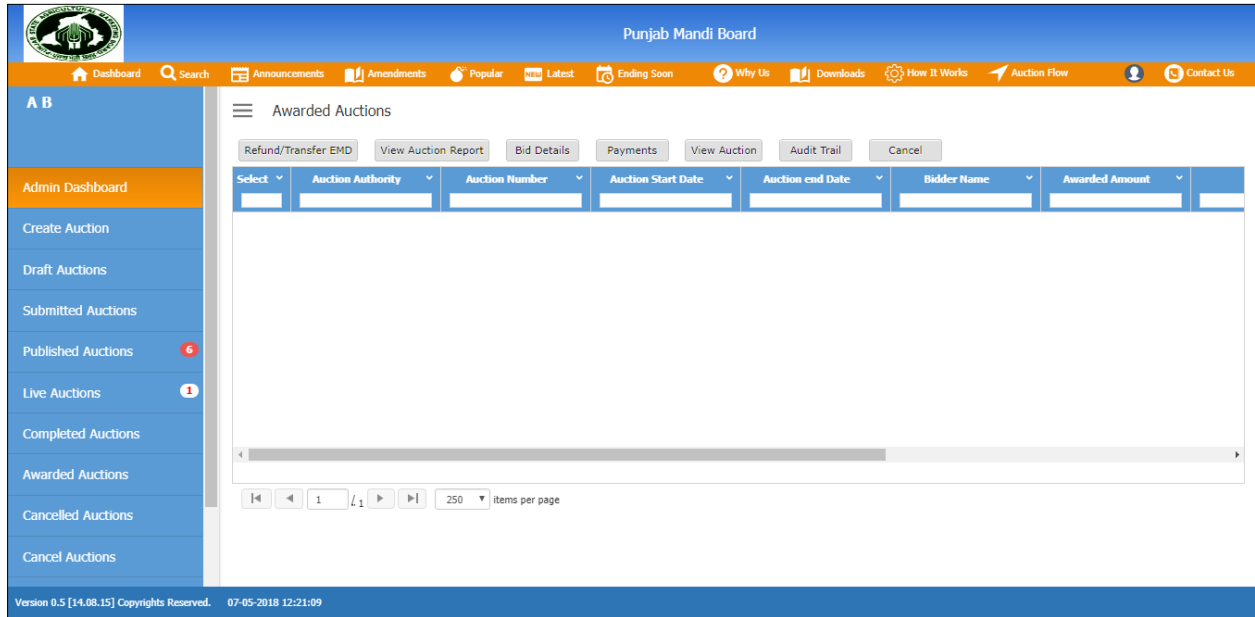 Punjab Mandi Board
Dashboard Search Announcements Amendments Popular NEW Latest Ending Soon Why Us Downloads How It Works Auction Flow Contact Us
A B
Awarded Auctions
Refund/Transfer EMD View Auction Report Bid Details Payments View Auction Audit Trail Cancel
Select Auction Authority Auction Number Auction Start Date Auction end Date Bidder Name Awarded Amount
Admin Dashboard
Create Auction
Draft Auctions
Submitted Auctions
Published Auctions 6
Live Auctions 1
Completed Auctions
Awarded Auctions
Cancelled Auctions
Cancel Auctions
1 / 1 250 items per page
Version 0.5 [14.08.15] Copyrights Reserved. 07-05-2018 12:21:09